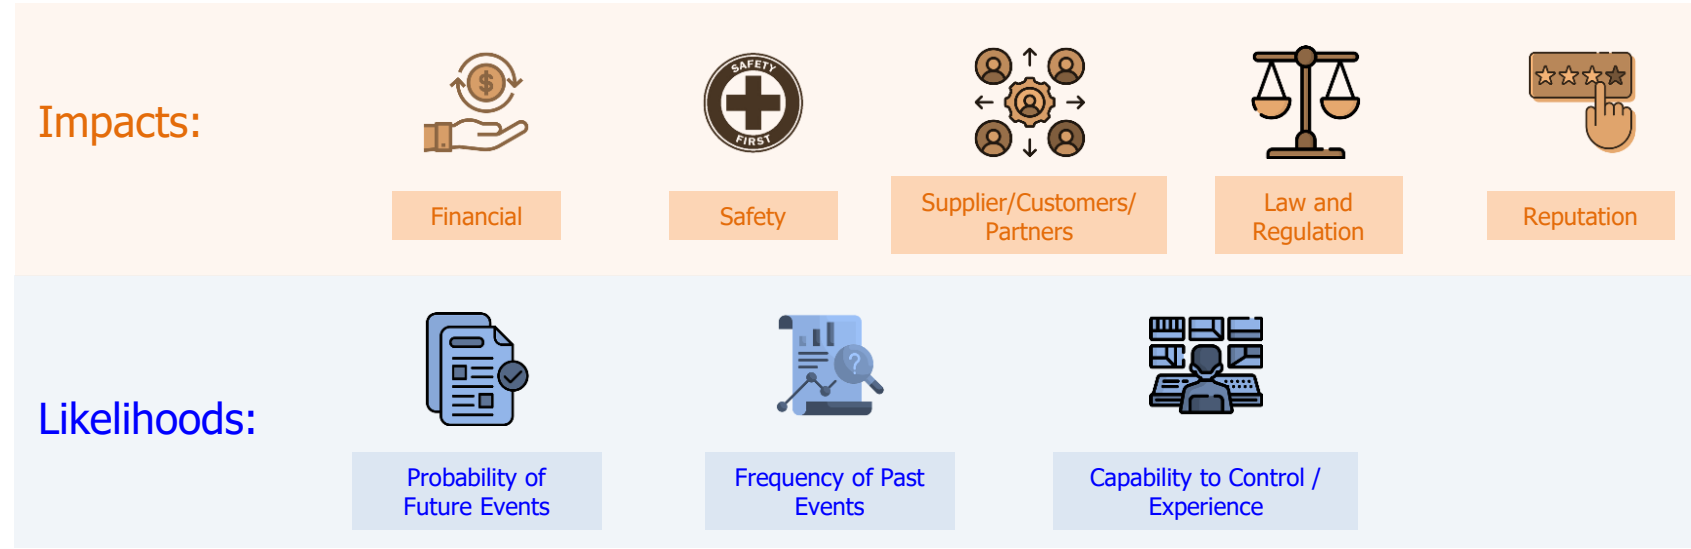 Impacts:
SAFETY
FIRST
$
Financial
Safety
Supplier/Customers/
Partners
Law and
Regulation
Reputation
Likelihoods:
?
Probability of
Future Events
Frequency of Past
Events
Capability to Control /
Experience